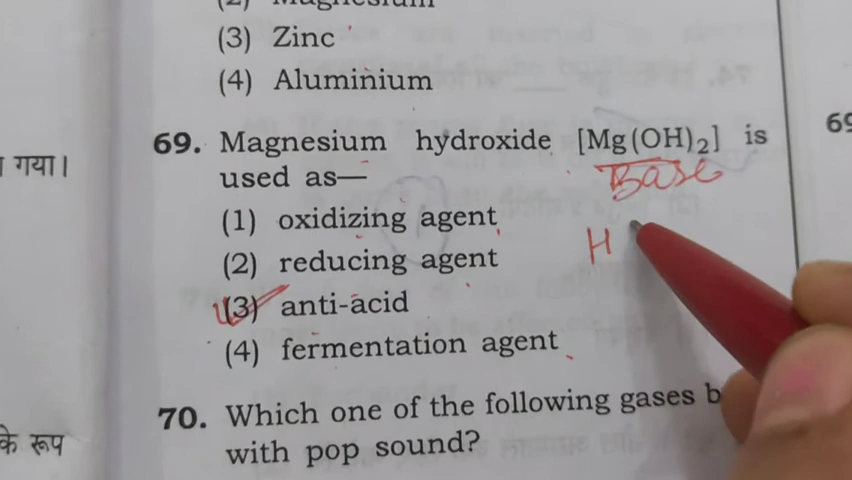 (3) Zinc
(4) Aluminium
69. Magnesium hydroxide [Mg(OH)₂] is
used as—
Base
(1) oxidizing agent
(2) reducing agent
H
(3) anti-acid
(4) fermentation agent
70. Which one of the following gases b
with pop sound?
गया।
के रूप
69